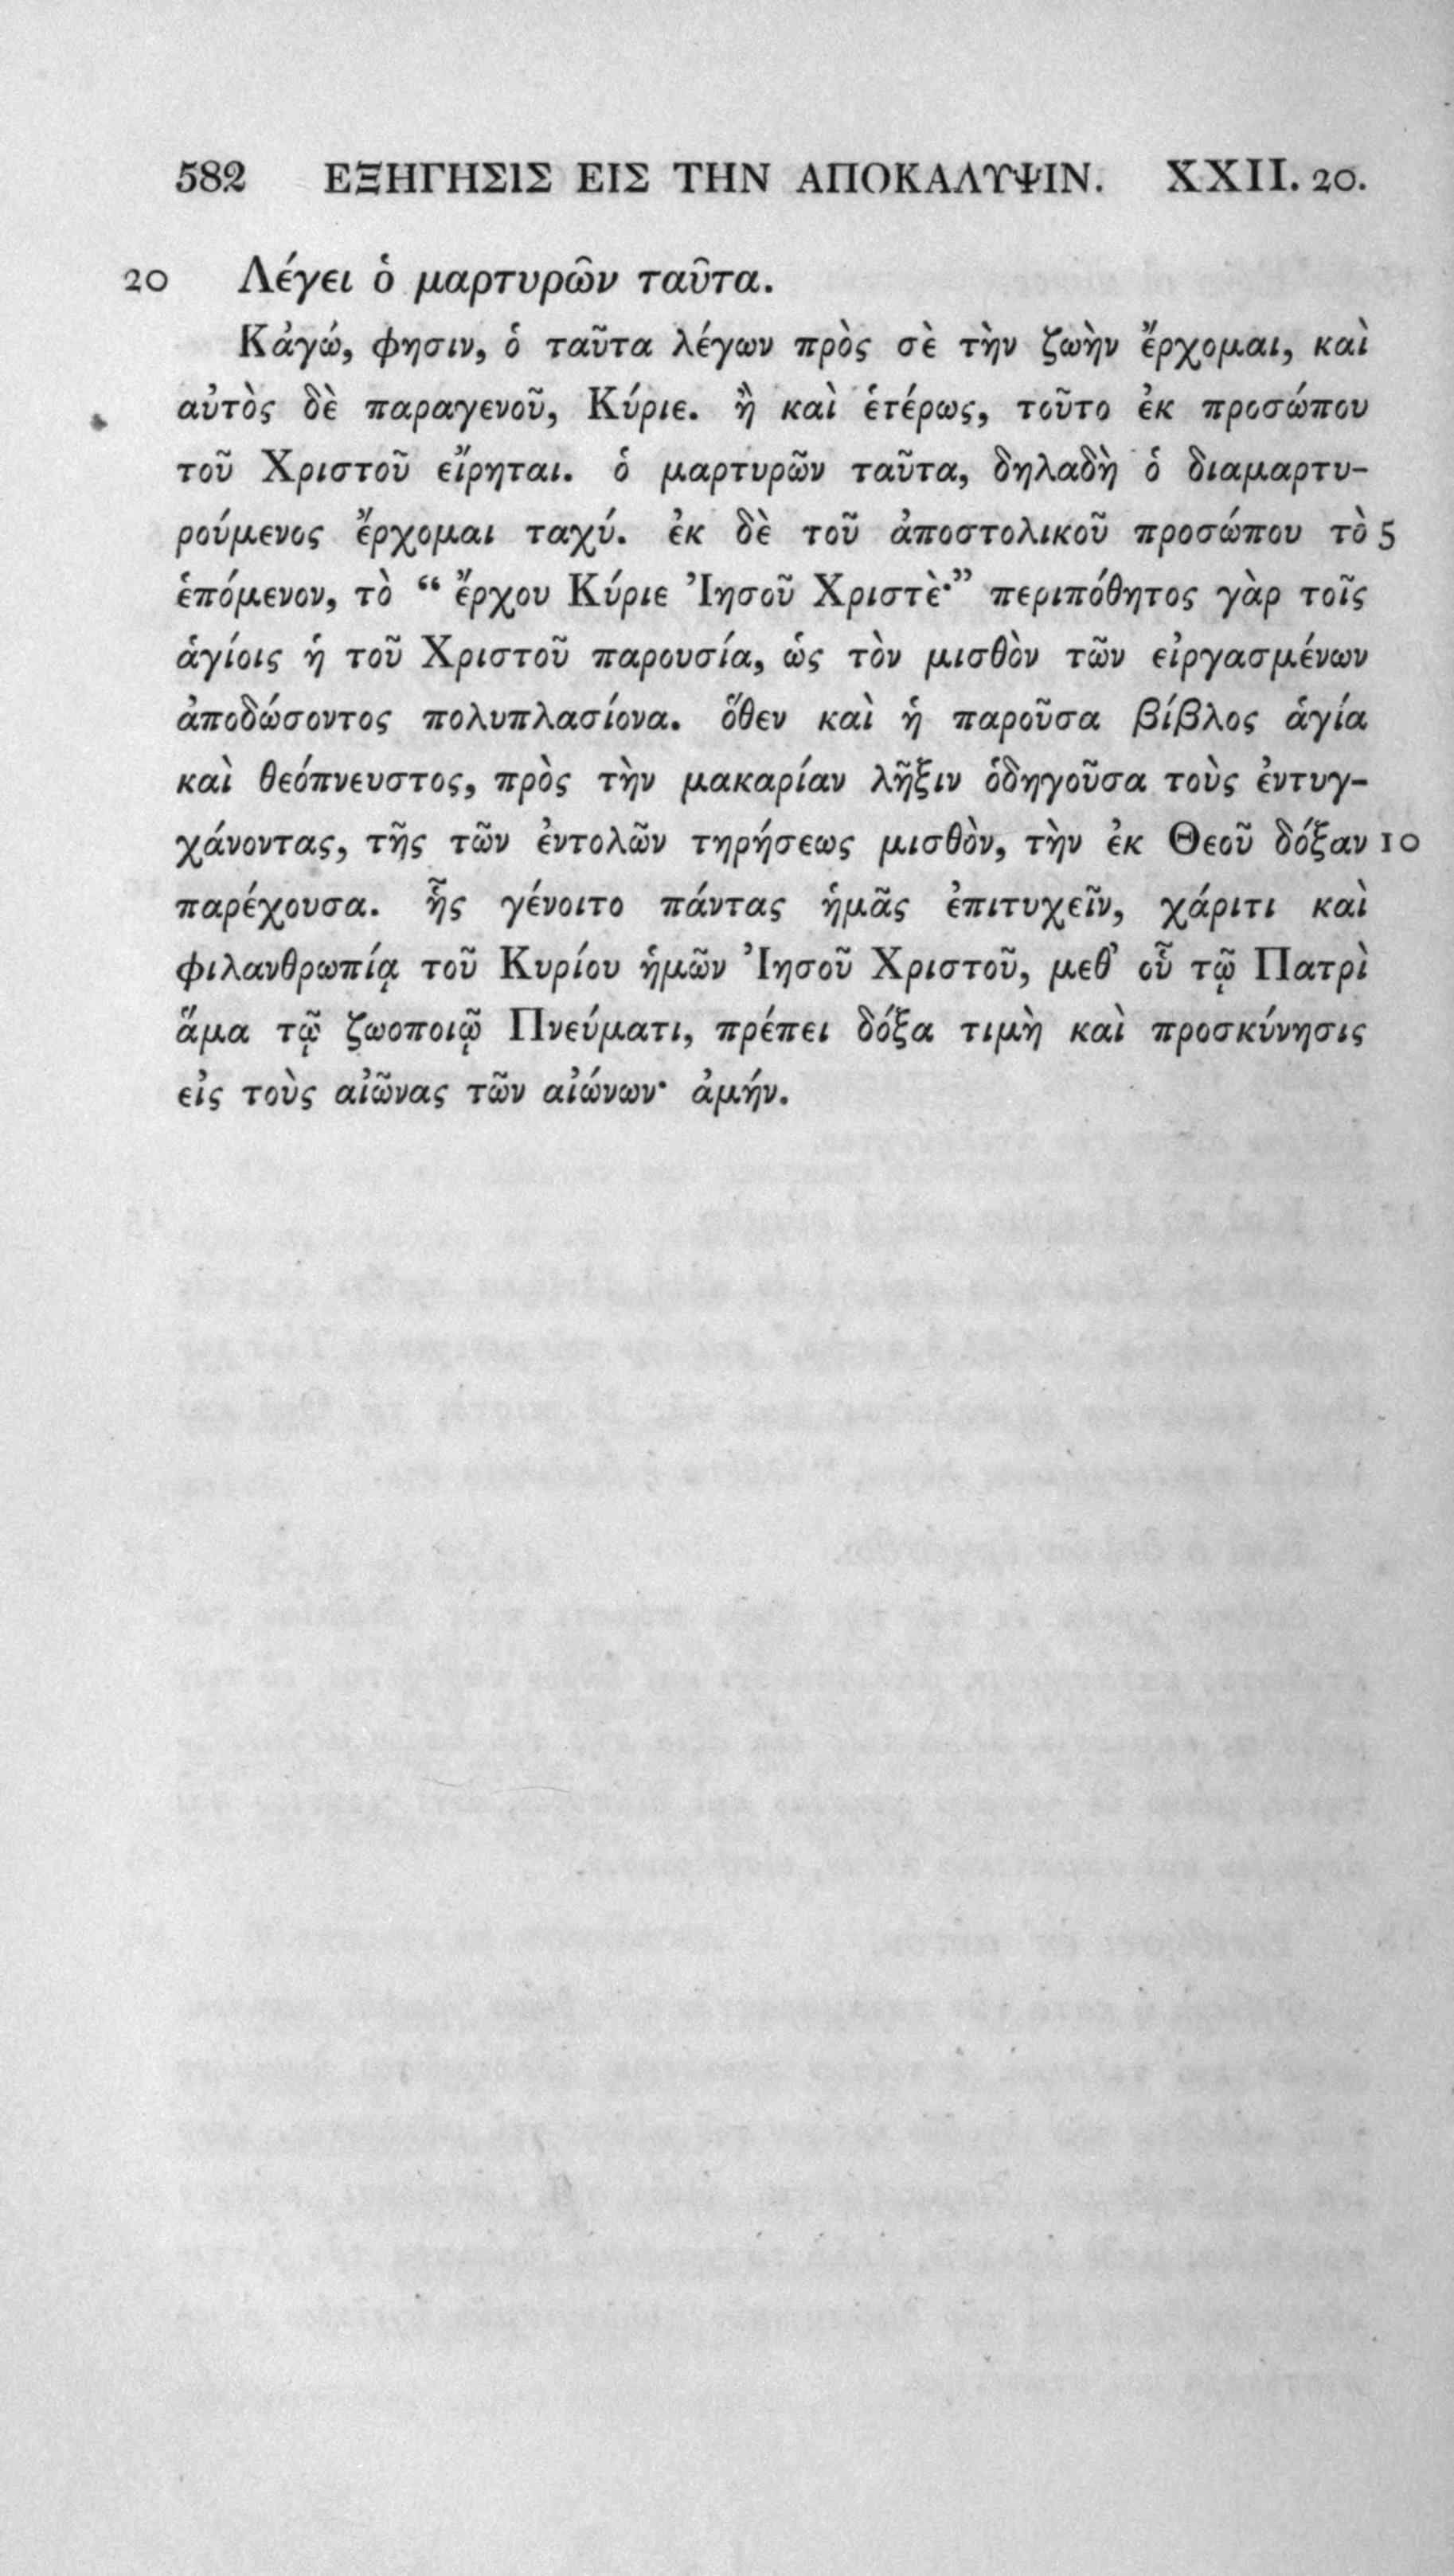 582 ΕΞΗΓΗΣΙΣ ΕΙΣ ΤΗΝ ΑΠΟΚΑΛΥΨΙΝ. XXII. 20.
20 Λέγει ὁ μαρτυρῶν ταῦτα.
Κἀγώ, φησιν, ὁ ταῦτα λέγων πρὸς σὲ τὴν ζωὴν ἔρχομαι, καὶ
αὐτὸς δὲ παραγενοῦ, Κύριε. ἢ καὶ ἑτέρως, τοῦτο ἐκ προσώπου
τοῦ Χριστοῦ εἴρηται. ὁ μαρτυρῶν ταῦτα, δηλαδὴ ὁ διαμαρτυ-
ρούμενος ἔρχομαι ταχύ. ἐκ δὲ τοῦ ἀποστολικοῦ προσώπου τὸ 5
ἑπόμενον, τὸ “ ἔρχου Κύριε Ἰησοῦ Χριστὲ·” περιπόθητος γὰρ τοῖς
ἁγίοις ἡ τοῦ Χριστοῦ παρουσία, ὡς τὸν μισθὸν τῶν εἰργασμένων
ἀποδώσοντος πολυπλασίονα. ὅθεν καὶ ἡ παροῦσα βίβλος ἁγία
καὶ θεόπνευστος, πρὸς τὴν μακαρίαν λῆξιν ὁδηγοῦσα τοὺς ἐντυγ-
χάνοντας, τῆς τῶν ἐντολῶν τηρήσεως μισθὸν, τὴν ἐκ Θεοῦ δόξαν 10
παρέχουσα. ἧς γένοιτο πάντας ἡμᾶς ἐπιτυχεῖν, χάριτι καὶ
φιλανθρωπίᾳ τοῦ Κυρίου ἡμῶν Ἰησοῦ Χριστοῦ, μεθ’ οὗ τῷ Πατρὶ
ἅμα τῷ ζωοποιῷ Πνεύματι, πρέπει δόξα τιμὴ καὶ προσκύνησις
εἰς τοὺς αἰῶνας τῶν αἰώνων· ἀμήν.